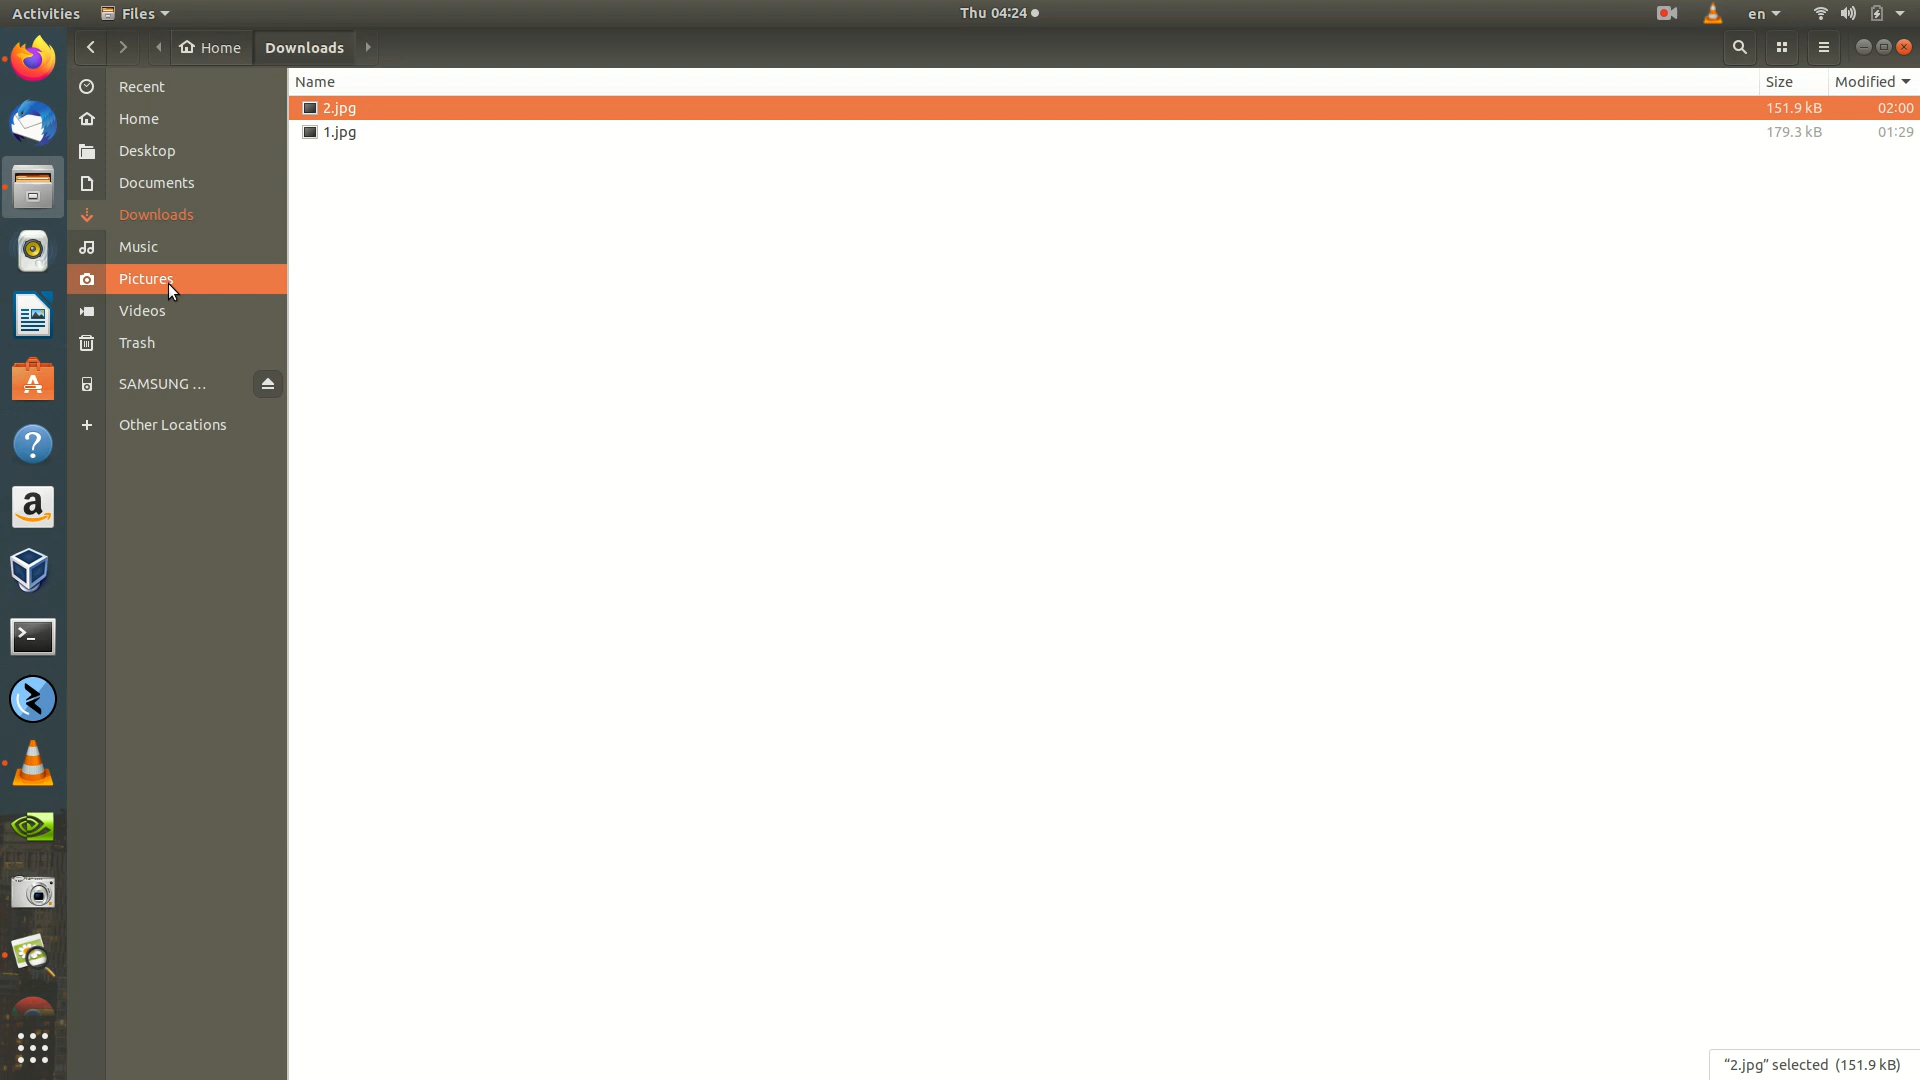 Activities Files Thu 04:24 en
Home Downloads
Recent
Home
Desktop
Documents
Downloads
Music
Pictures
Videos
Trash
SAMSUNG ...
Other Locations
Name Size Modified
2.jpg 151.9 kB 02:00
1.jpg 179.3 kB 01:29
“2.jpg” selected (151.9 kB)